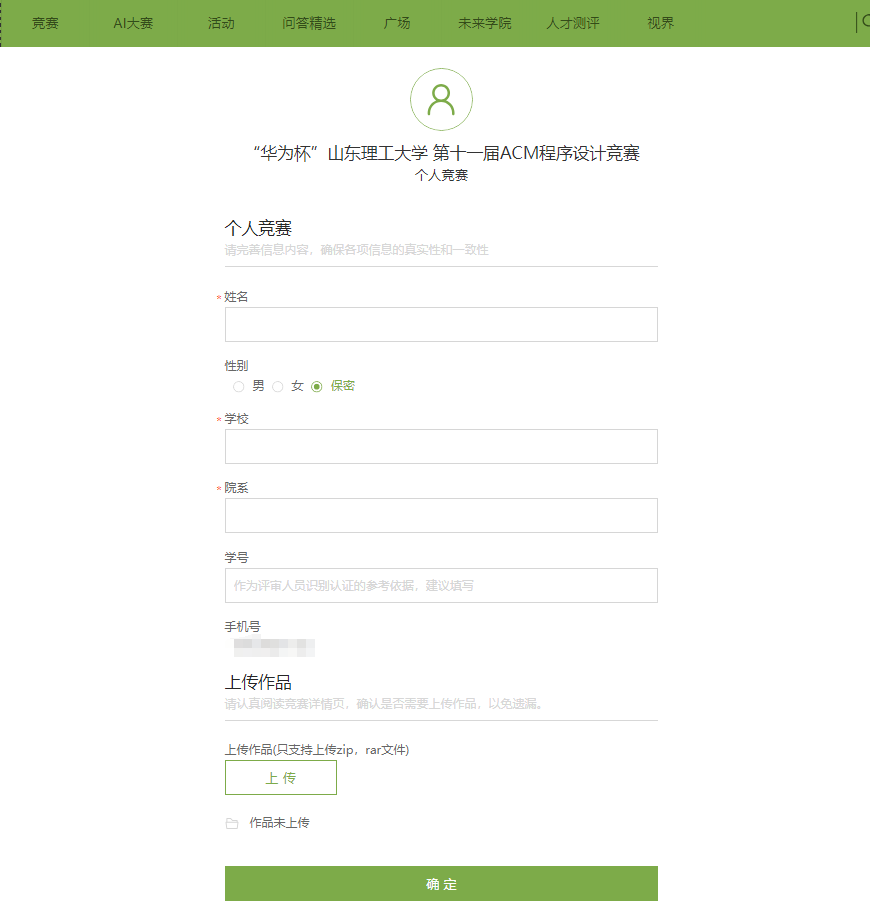 竞赛 AI大赛 活动 问答精选 广场 未来学院 人才测评 视界
“华为杯”山东理工大学 第十一届ACM程序设计竞赛
个人竞赛
个人竞赛
请完善信息内容，确保各项信息的真实性和一致性
* 姓名
性别
男 女 保密
* 学校
* 院系
学号
作为评审人员识别认证的参考依据，建议填写
手机号
上传作品
请认真阅读竞赛详情页，确认是否需要上传作品，以免遗漏。
上传作品(只支持上传zip，rar文件)
上 传
作品未上传
确 定